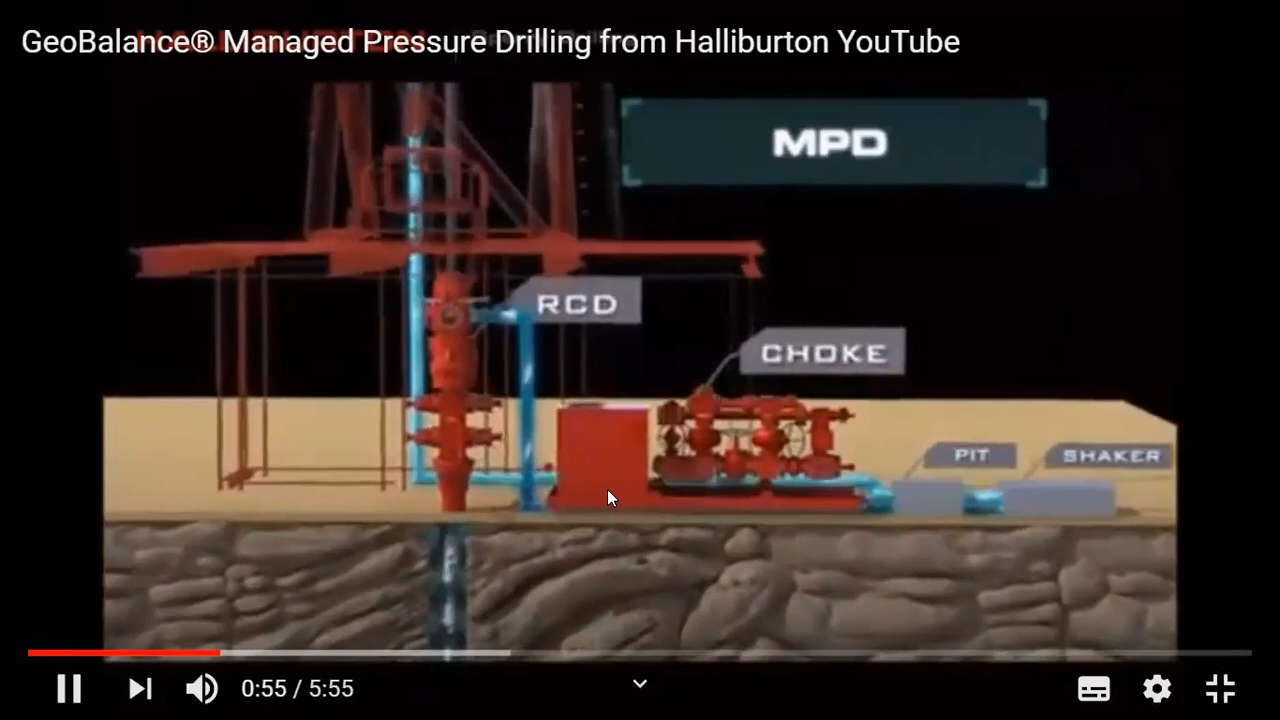 GeoBalance® Managed Pressure Drilling from Halliburton YouTube
MPD
RCD
CHOKE
PIT
SHAKER
0:55 / 5:55